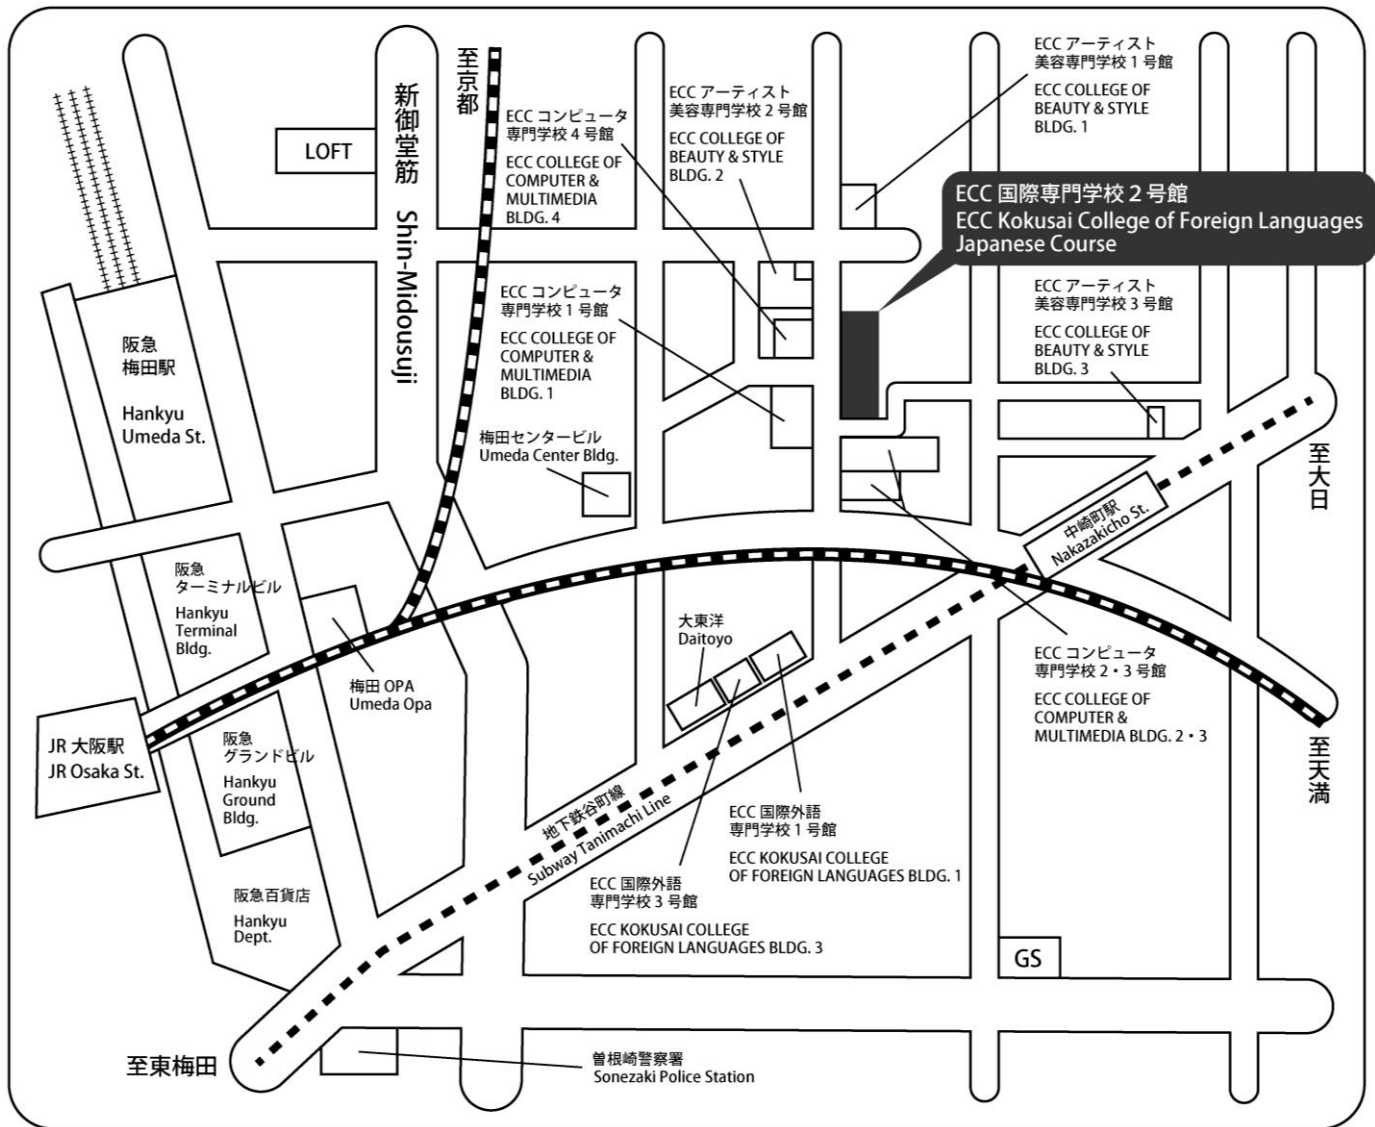 至京都
新御堂筋 Shin-Midousuji
LOFT
ECC コンピュータ
専門学校 4 号館
ECC COLLEGE OF
COMPUTER &
MULTIMEDIA
BLDG. 4
ECC アーティスト
美容専門学校 2 号館
ECC COLLEGE OF
BEAUTY & STYLE
BLDG. 2
ECC アーティスト
美容専門学校 1 号館
ECC COLLEGE OF
BEAUTY & STYLE
BLDG. 1
ECC 国際専門学校 2 号館
ECC Kokusai College of Foreign Languages
Japanese Course
ECC コンピュータ
専門学校 1 号館
ECC COLLEGE OF
COMPUTER &
MULTIMEDIA
BLDG. 1
ECC アーティスト
美容専門学校 3 号館
ECC COLLEGE OF
BEAUTY & STYLE
BLDG. 3
阪急
梅田駅
Hankyu
Umeda St.
梅田センタービル
Umeda Center Bldg.
至大日
中崎町駅
Nakazakicho St.
阪急
ターミナルビル
Hankyu
Terminal
Bldg.
大東洋
Daitoyo
梅田 OPA
Umeda Opa
ECC コンピュータ
専門学校 2・3 号館
ECC COLLEGE OF
COMPUTER &
MULTIMEDIA BLDG. 2・3
JR 大阪駅
JR Osaka St.
阪急
グランドビル
Hankyu
Ground
Bldg.
至天満
地下鉄谷町線
Subway Tanimachi Line
ECC 国際外語
専門学校 1 号館
ECC KOKUSAI COLLEGE
OF FOREIGN LANGUAGES BLDG. 1
ECC 国際外語
専門学校 3 号館
ECC KOKUSAI COLLEGE
OF FOREIGN LANGUAGES BLDG. 3
阪急百貨店
Hankyu
Dept.
GS
至東梅田
曽根崎警察署
Sonezaki Police Station